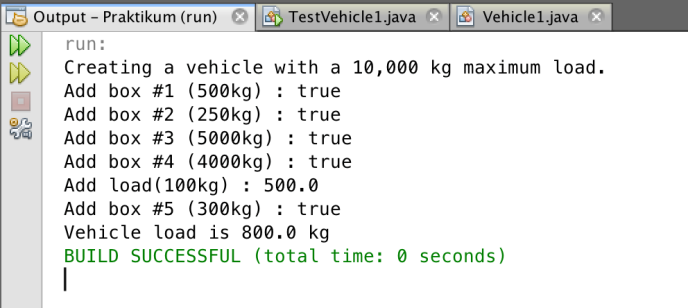 Output – Praktikum (run) TestVehicle1.java Vehicle1.java
run:
Creating a vehicle with a 10,000 kg maximum load.
Add box #1 (500kg) : true
Add box #2 (250kg) : true
Add box #3 (5000kg) : true
Add box #4 (4000kg) : true
Add load(100kg) : 500.0
Add box #5 (300kg) : true
Vehicle load is 800.0 kg
BUILD SUCCESSFUL (total time: 0 seconds)